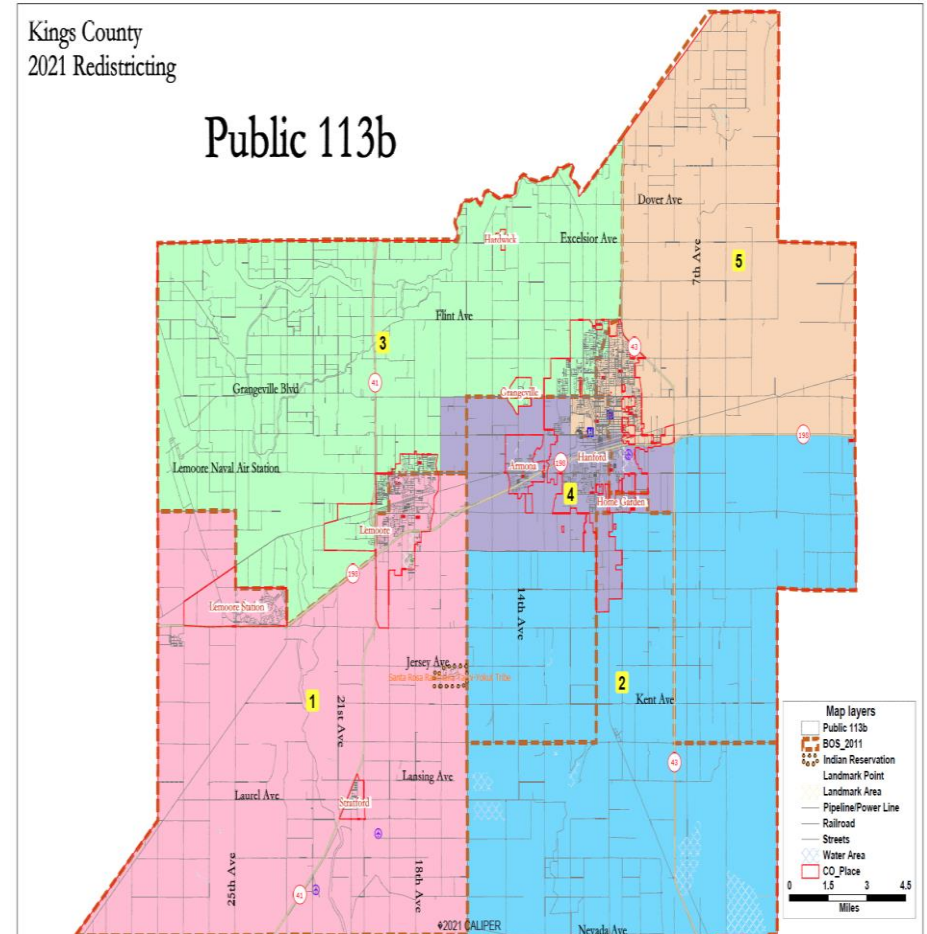 Kings County
2021 Redistricting
Public 113b
Dover Ave
Hardwick
Excelsior Ave
7th Ave
5
Flint Ave
3
43
41
Grangeville Blvd
Grangeville
198
Lemoore Naval Air Station
Armona
198
Hanford
4
Home Garden
Lemoore
198
Lemoore Station
14th Ave
Jersey Ave
Santa Rosa
Tribe
1
21st Ave
2
Kent Ave
43
Lansing Ave
Laurel Ave
Stratford
25th Ave
18th Ave
41
©2021 CALIPER
Nevada Ave
Map layers
Public 113b
BOS_2011
Indian Reservation
Landmark Point
Landmark Area
Pipeline/Power Line
Railroad
Streets
Water Area
CO_Place
0 1.5 3 4.5
Miles